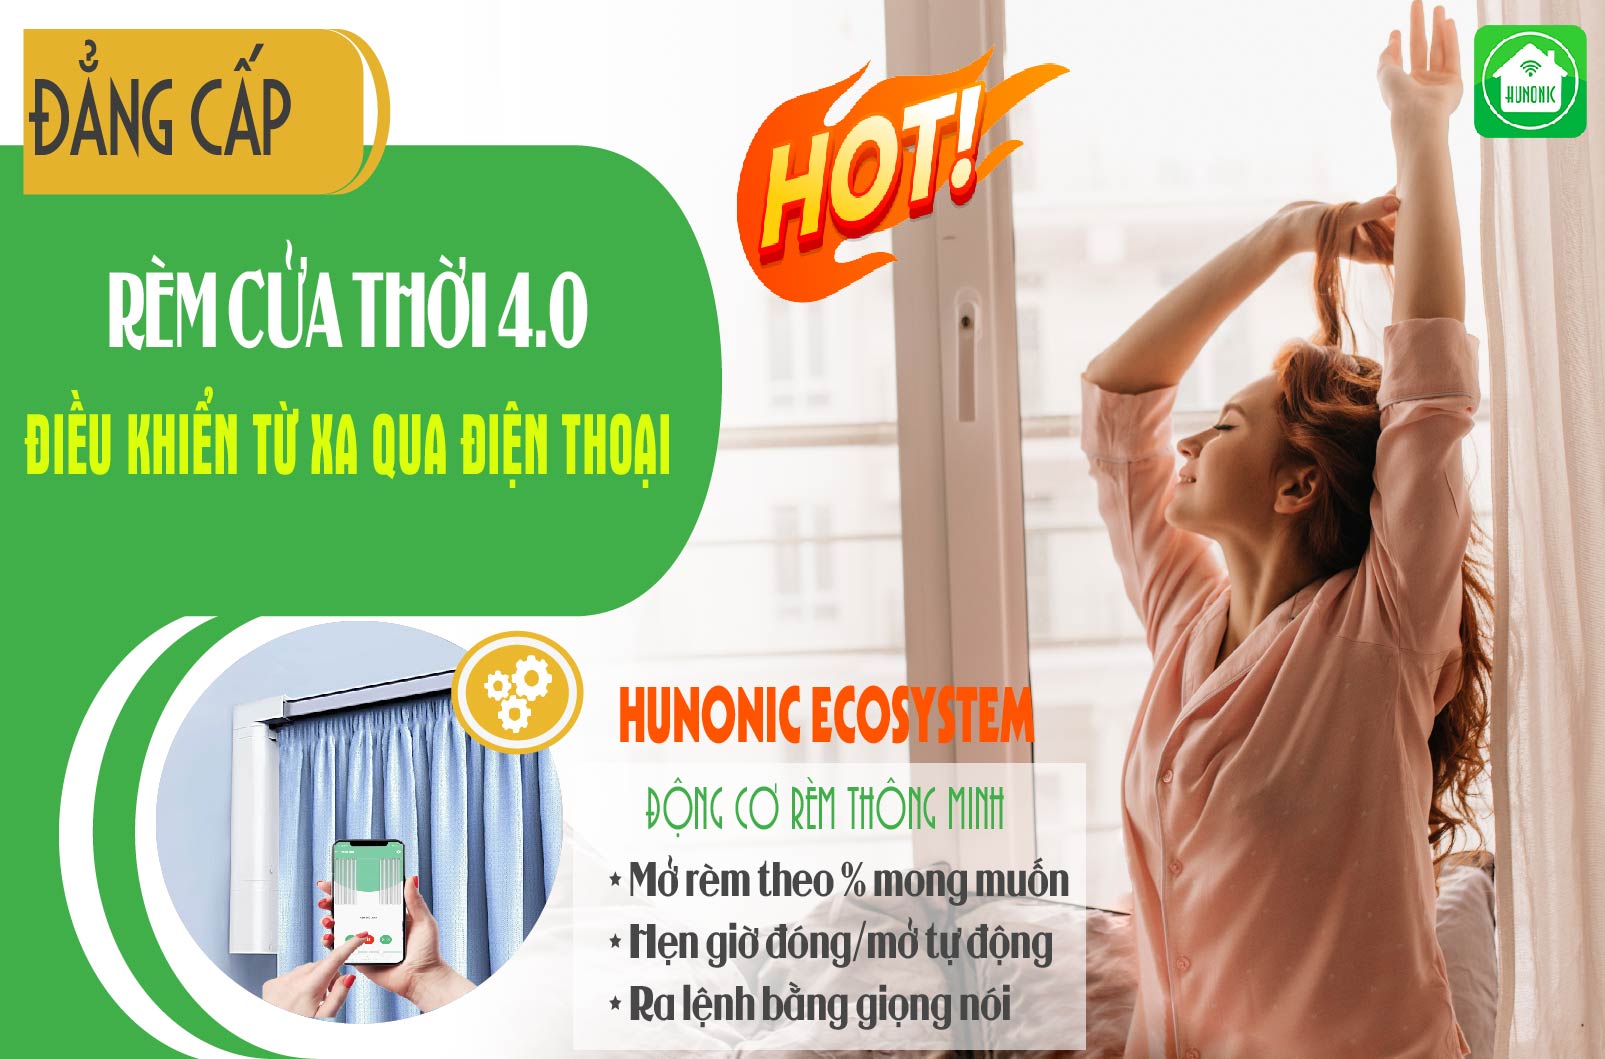 ĐẲNG CẤP
HOT!
HUNONIC
RÈM CỬA THỜI 4.0
ĐIỀU KHIỂN TỪ XA QUA ĐIỆN THOẠI
HUNONIC ECOSYSTEM
ĐỘNG CƠ RÈM THÔNG MINH
* Mở rèm theo % mong muốn
* Hẹn giờ đóng/mở tự động
* Ra lệnh bằng giọng nói